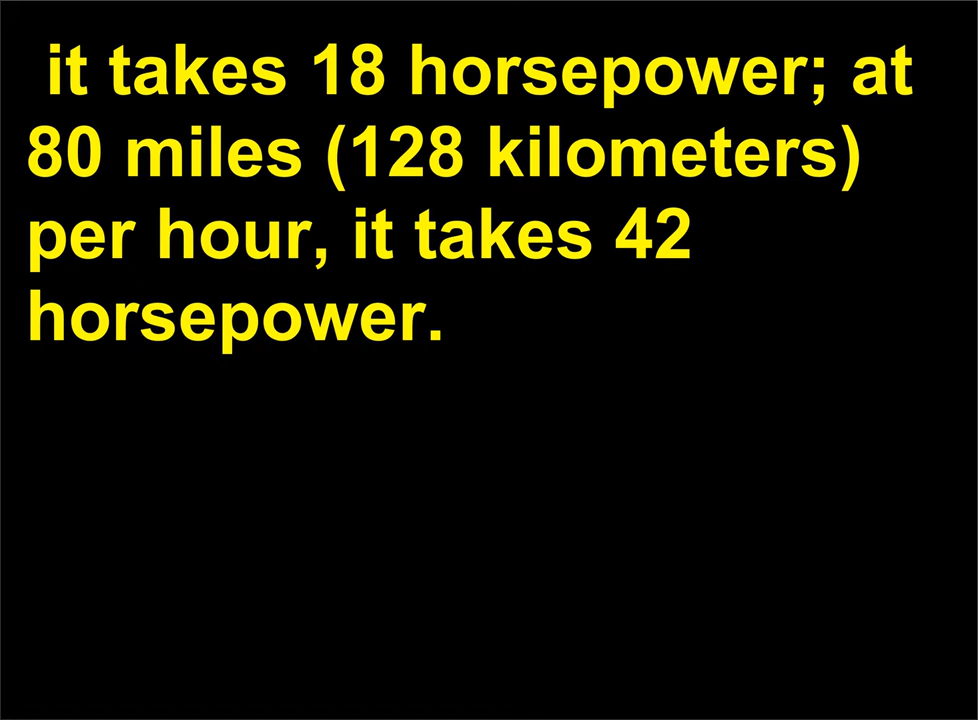 it takes 18 horsepower; at
80 miles (128 kilometers)
per hour, it takes 42
horsepower.